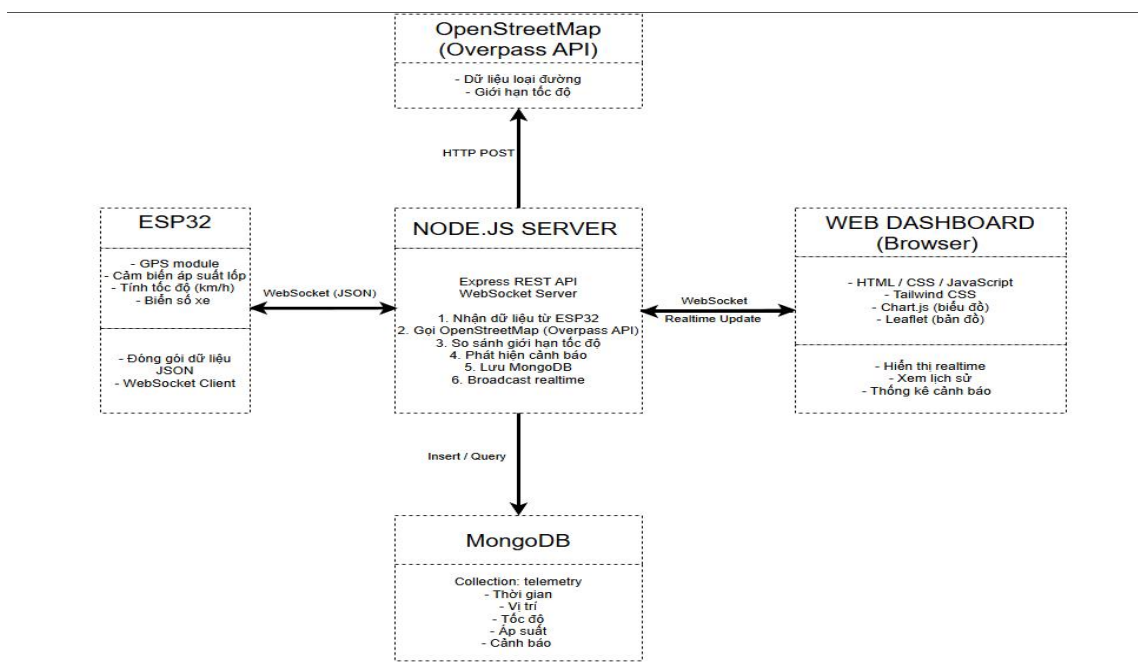 OpenStreetMap
(Overpass API)
- Dữ liệu loại đường
- Giới hạn tốc độ
HTTP POST
ESP32
- GPS module
- Cảm biến áp suất lốp
- Tính tốc độ (km/h)
- Biển số xe
- Đóng gói dữ liệu
JSON
- WebSocket Client
WebSocket (JSON)
NODE.JS SERVER
Express REST API
WebSocket Server
1. Nhận dữ liệu từ ESP32
2. Gọi OpenStreetMap (Overpass API)
3. So sánh giới hạn tốc độ
4. Phát hiện cảnh báo
5. Lưu MongoDB
6. Broadcast realtime
WebSocket
Realtime Update
WEB DASHBOARD
(Browser)
- HTML / CSS / JavaScript
- Tailwind CSS
- Chart.js (biểu đồ)
- Leaflet (bản đồ)
- Hiển thị realtime
- Xem lịch sử
- Thống kê cảnh báo
Insert / Query
MongoDB
Collection: telemetry
- Thời gian
- Vị trí
- Tốc độ
- Áp suất
- Cảnh báo